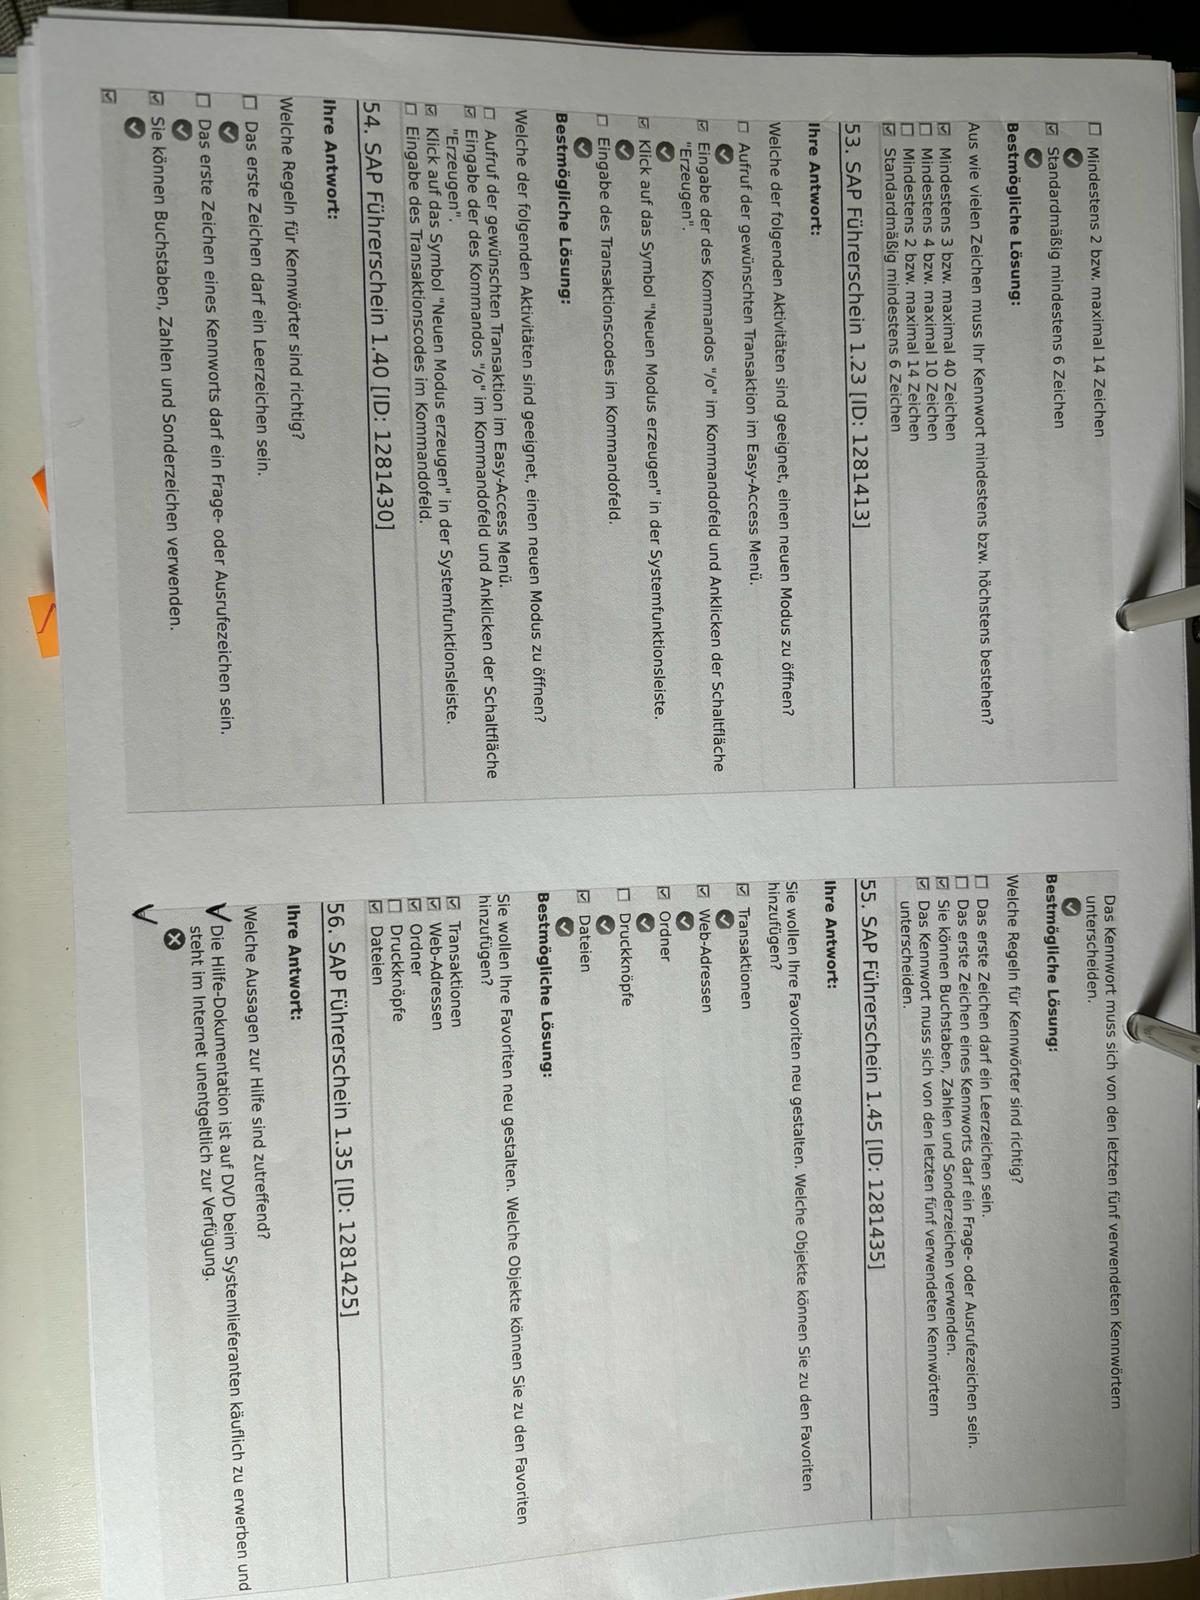 Mindestens 2 bzw. maximal 14 Zeichen
Standardmäßig mindestens 6 Zeichen
Bestmögliche Lösung:
Aus wie vielen Zeichen muss Ihr Kennwort mindestens bzw. höchstens bestehen?
Mindestens 3 bzw. maximal 40 Zeichen
Mindestens 4 bzw. maximal 10 Zeichen
Mindestens 2 bzw. maximal 14 Zeichen
Standardmäßig mindestens 6 Zeichen
53. SAP Führerschein 1.23 [ID: 1281413]
Ihre Antwort:
Welche der folgenden Aktivitäten sind geeignet, einen neuen Modus zu öffnen?
Aufruf der gewünschten Transaktion im Easy-Access Menü.
Eingabe der des Kommandos "/o" im Kommandofeld und Anklicken der Schaltfläche
"Erzeugen".
Klick auf das Symbol "Neuen Modus erzeugen" in der Systemfunktionsleiste.
Eingabe des Transaktionscodes im Kommandofeld.
Bestmögliche Lösung:
Welche der folgenden Aktivitäten sind geeignet, einen neuen Modus zu öffnen?
Aufruf der gewünschten Transaktion im Easy-Access Menü.
Eingabe der des Kommandos "/o" im Kommandofeld und Anklicken der Schaltfläche
"Erzeugen".
Klick auf das Symbol "Neuen Modus erzeugen" in der Systemfunktionsleiste.
Eingabe des Transaktionscodes im Kommandofeld.
54. SAP Führerschein 1.40 [ID: 1281430]
Ihre Antwort:
Welche Regeln für Kennwörter sind richtig?
Das erste Zeichen darf ein Leerzeichen sein.
Das erste Zeichen eines Kennworts darf ein Frage- oder Ausrufezeichen sein.
Sie können Buchstaben, Zahlen und Sonderzeichen verwenden.
Das Kennwort muss sich von den letzten fünf verwendeten Kennwörtern
unterscheiden.
Bestmögliche Lösung:
Welche Regeln für Kennwörter sind richtig?
Das erste Zeichen darf ein Leerzeichen sein.
Das erste Zeichen eines Kennworts darf ein Frage- oder Ausrufezeichen sein.
Sie können Buchstaben, Zahlen und Sonderzeichen verwenden.
Das Kennwort muss sich von den letzten fünf verwendeten Kennwörtern
unterscheiden.
55. SAP Führerschein 1.45 [ID: 1281435]
Ihre Antwort:
Sie wollen Ihre Favoriten neu gestalten. Welche Objekte können Sie zu den Favoriten
hinzufügen?
Transaktionen
Web-Adressen
Ordner
Druckknöpfe
Dateien
Bestmögliche Lösung:
Sie wollen Ihre Favoriten neu gestalten. Welche Objekte können Sie zu den Favoriten
hinzufügen?
Transaktionen
Web-Adressen
Ordner
Druckknöpfe
Dateien
56. SAP Führerschein 1.35 [ID: 1281425]
Ihre Antwort:
Welche Aussagen zur Hilfe sind zutreffend?
Die Hilfe-Dokumentation ist auf DVD beim Systemlieferanten käuflich zu erwerben und
steht im Internet unentgeltlich zur Verfügung.